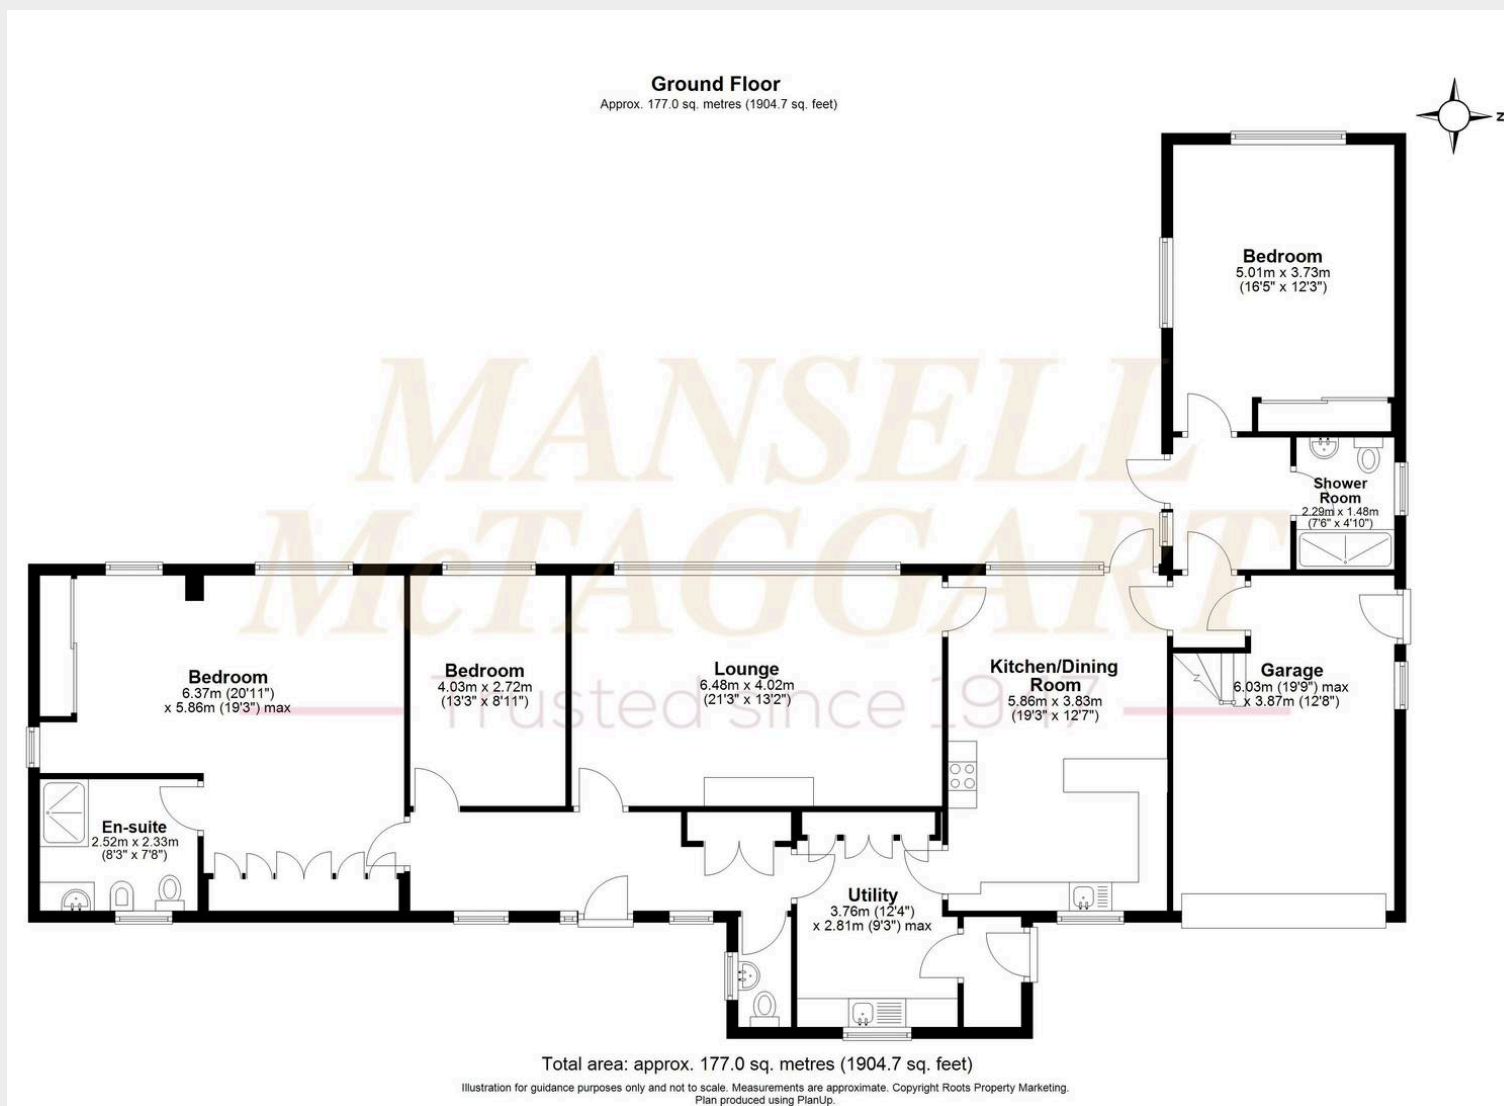 Ground Floor
Approx. 177.0 sq. metres (1904.7 sq. feet)
N
Bedroom
5.01m x 3.73m
(16'5" x 12'3")
MANSELL
McTAGGART
Trusted since 1947
Shower
Room
2.29m x 1.48m
(7'6" x 4'10")
Bedroom
6.37m (20'11")
x 5.86m (19'3") max
Bedroom
4.03m x 2.72m
(13'3" x 8'11")
Lounge
6.48m x 4.02m
(21'3" x 13'2")
Kitchen/Dining
Room
5.86m x 3.83m
(19'3" x 12'7")
Garage
6.03m (19'9") max
x 3.87m (12'8")
En-suite
2.52m x 2.33m
(8'3" x 7'8")
Utility
3.76m (12'4")
x 2.81m (9'3") max
Total area: approx. 177.0 sq. metres (1904.7 sq. feet)
Illustration for guidance purposes only and not to scale. Measurements are approximate. Copyright Roots Property Marketing.
Plan produced using PlanUp.